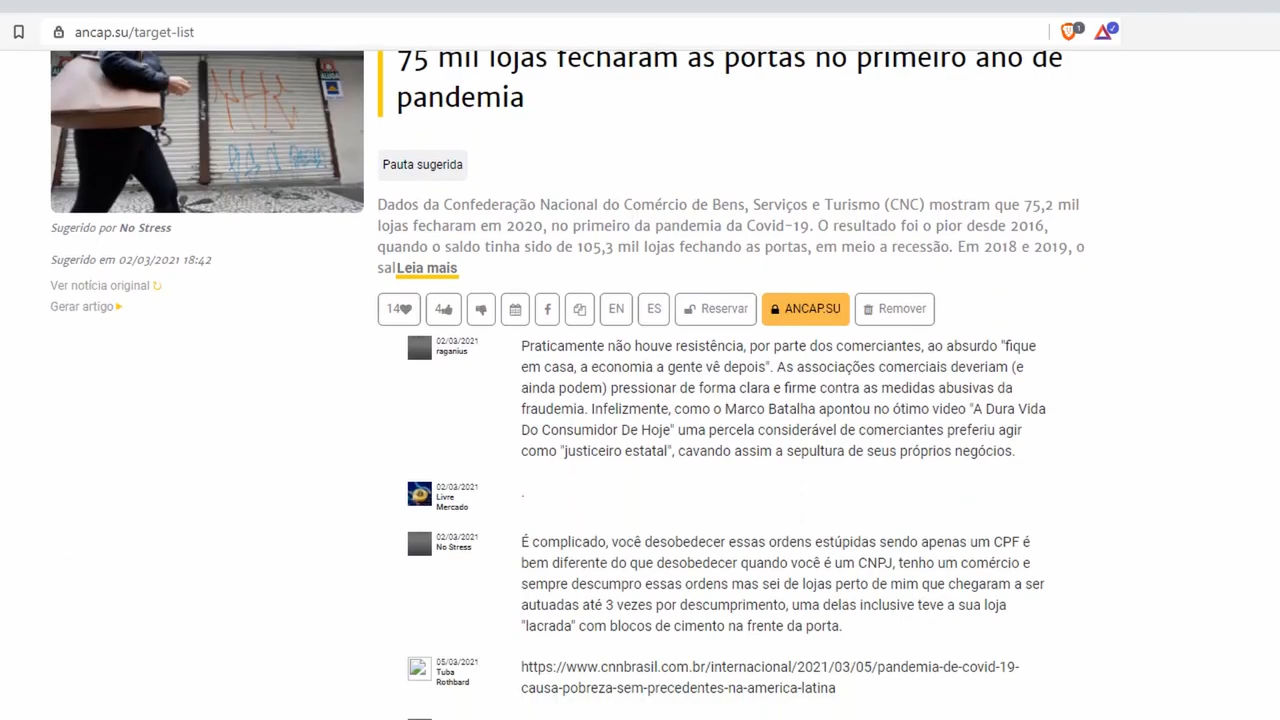 ancap.su/target-list
1
75 mil lojas fecharam as portas no primeiro ano de
pandemia
ALUGA
Pauta sugerida
Dados da Confederação Nacional do Comércio de Bens, Serviços e Turismo (CNC) mostram que 75,2 mil
lojas fecharam em 2020, no primeiro da pandemia da Covid-19. O resultado foi o pior desde 2016,
quando o saldo tinha sido de 105,3 mil lojas fechando as portas, em meio a recessão. Em 2018 e 2019, o
salLeia mais
Sugerido por No Stress
Sugerido em 02/03/2021 18:42
Ver notícia original
Gerar artigo
14
4
EN
ES
Reservar
ANCAP.SU
Remover
02/03/2021
raganius
Praticamente não houve resistência, por parte dos comerciantes, ao absurdo "fique
em casa, a economia a gente vê depois". As associações comerciais deveriam (e
ainda podem) pressionar de forma clara e firme contra as medidas abusivas da
fraudemia. Infelizmente, como o Marco Batalha apontou no ótimo video "A Dura Vida
Do Consumidor De Hoje" uma percela considerável de comerciantes preferiu agir
como "justiceiro estatal", cavando assim a sepultura de seus próprios negócios.
02/03/2021
Livre
Mercado
.
02/03/2021
No Stress
É complicado, você desobedecer essas ordens estúpidas sendo apenas um CPF é
bem diferente do que desobedecer quando você é um CNPJ, tenho um comércio e
sempre descumpro essas ordens mas sei de lojas perto de mim que chegaram a ser
autuadas até 3 vezes por descumprimento, uma delas inclusive teve a sua loja
"lacrada" com blocos de cimento na frente da porta.
05/03/2021
Tuba
Rothbard
https://www.cnnbrasil.com.br/internacional/2021/03/05/pandemia-de-covid-19-
causa-pobreza-sem-precedentes-na-america-latina